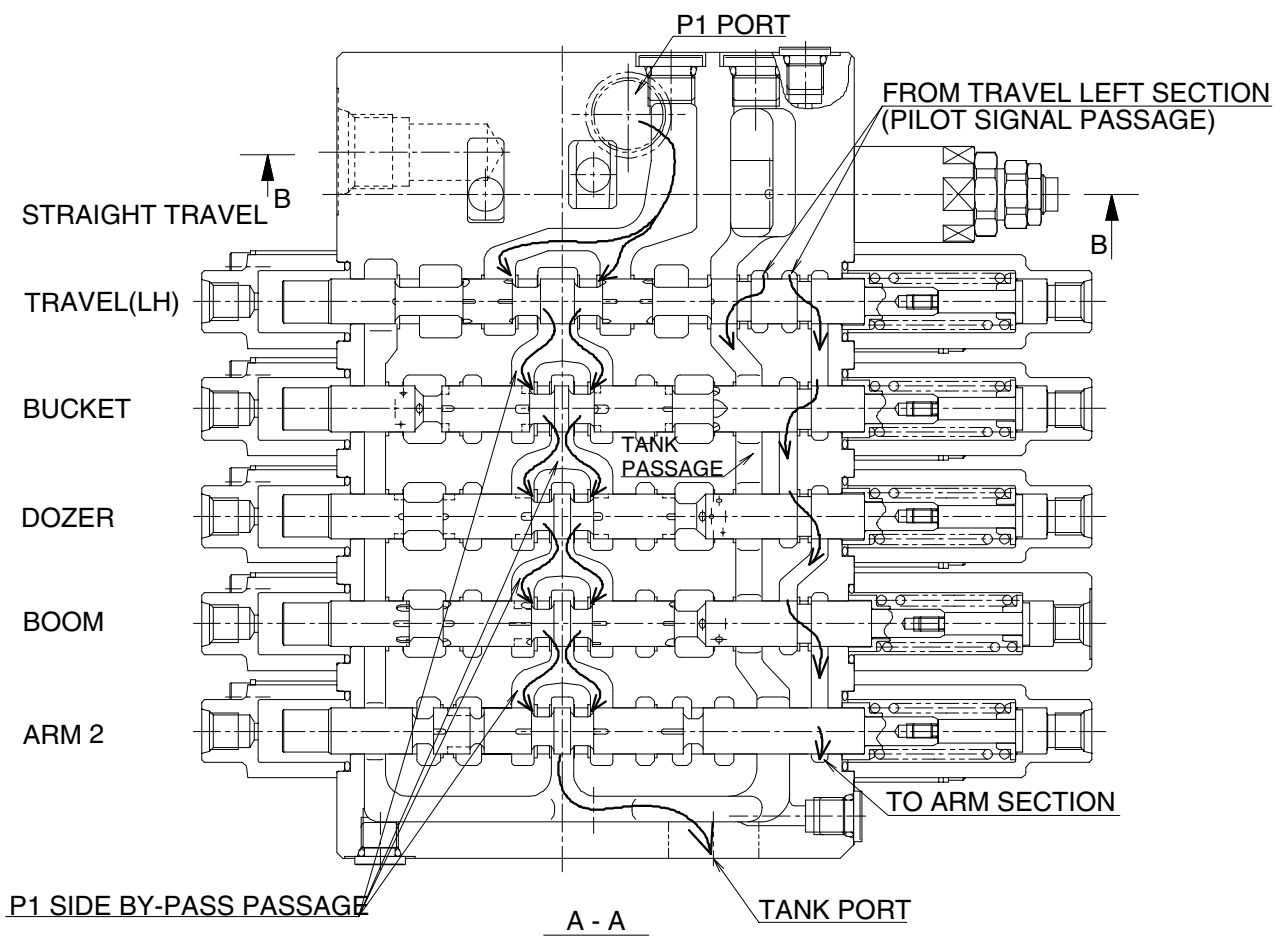 P1 PORT
FROM TRAVEL LEFT SECTION
(PILOT SIGNAL PASSAGE)
B
STRAIGHT TRAVEL
B
TRAVEL(LH)
BUCKET
TANK
PASSAGE
DOZER
BOOM
ARM 2
TO ARM SECTION
P1 SIDE BY-PASS PASSAGE
A - A
TANK PORT